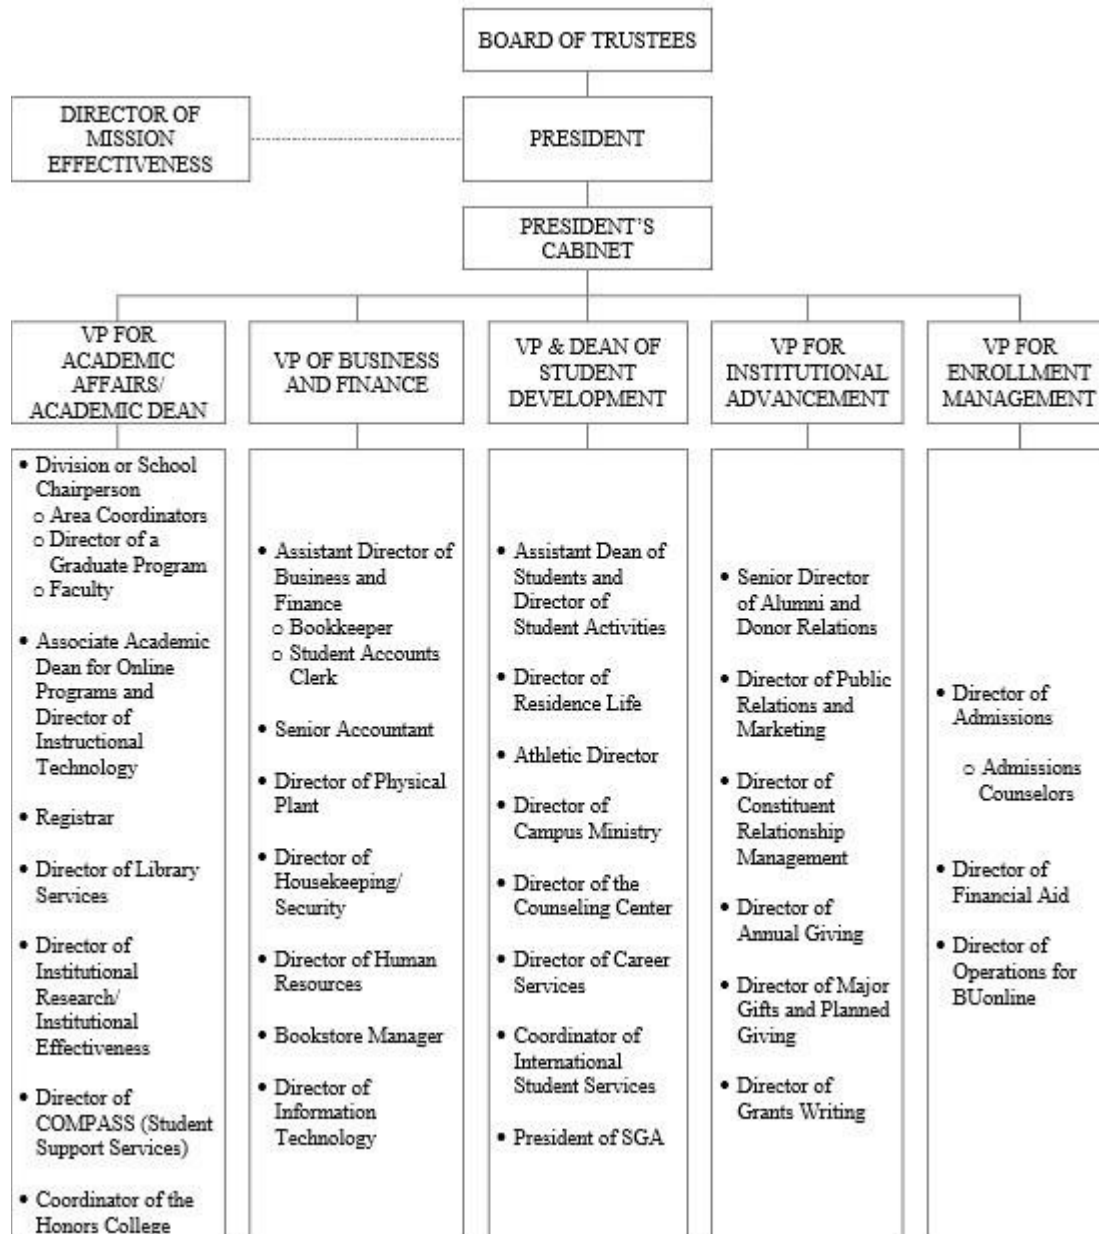 BOARD OF TRUSTEES
DIRECTOR OF
MISSION
EFFECTIVENESS
PRESIDENT
PRESIDENT’S
CABINET
VP FOR
ACADEMIC
AFFAIRS/
ACADEMIC DEAN
VP OF BUSINESS
AND FINANCE
VP & DEAN OF
STUDENT
DEVELOPMENT
VP FOR
INSTITUTIONAL
ADVANCEMENT
VP FOR
ENROLLMENT
MANAGEMENT
• Division or School
Chairperson
o Area Coordinators
o Director of a
Graduate Program
o Faculty
• Associate Academic
Dean for Online
Programs and
Director of
Instructional
Technology
• Registrar
• Director of Library
Services
• Director of
Institutional
Research/
Institutional
Effectiveness
• Director of
COMPASS (Student
Support Services)
• Coordinator of the
Honors College
• Assistant Director of
Business and
Finance
o Bookkeeper
o Student Accounts
Clerk
• Senior Accountant
• Director of Physical
Plant
• Director of
Housekeeping/
Security
• Director of Human
Resources
• Bookstore Manager
• Director of
Information
Technology
• Assistant Dean of
Students and
Director of
Student Activities
• Director of
Residence Life
• Athletic Director
• Director of
Campus Ministry
• Director of the
Counseling Center
• Director of Career
Services
• Coordinator of
International
Student Services
• President of SGA
• Senior Director
of Alumni and
Donor Relations
• Director of Public
Relations and
Marketing
• Director of
Constituent
Relationship
Management
• Director of
Annual Giving
• Director of Major
Gifts and Planned
Giving
• Director of
Grants Writing
• Director of
Admissions
o Admissions
Counselors
• Director of
Financial Aid
• Director of
Operations for
BUonline